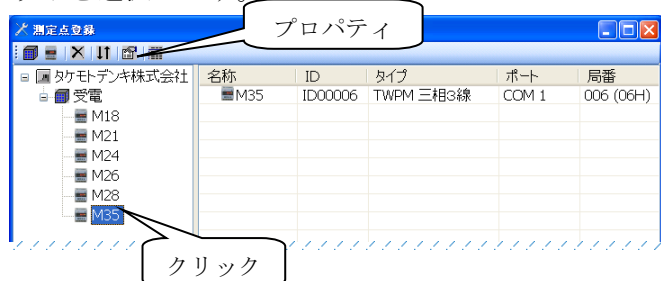 プロパティ
測定点登録
タケモトデンキ株式会社
受電
M18
M21
M24
M26
M28
M35
名称 ID タイプ ポート 局番
M35 ID00006 TWPM 三相3線 COM 1 006 (06H)
クリック